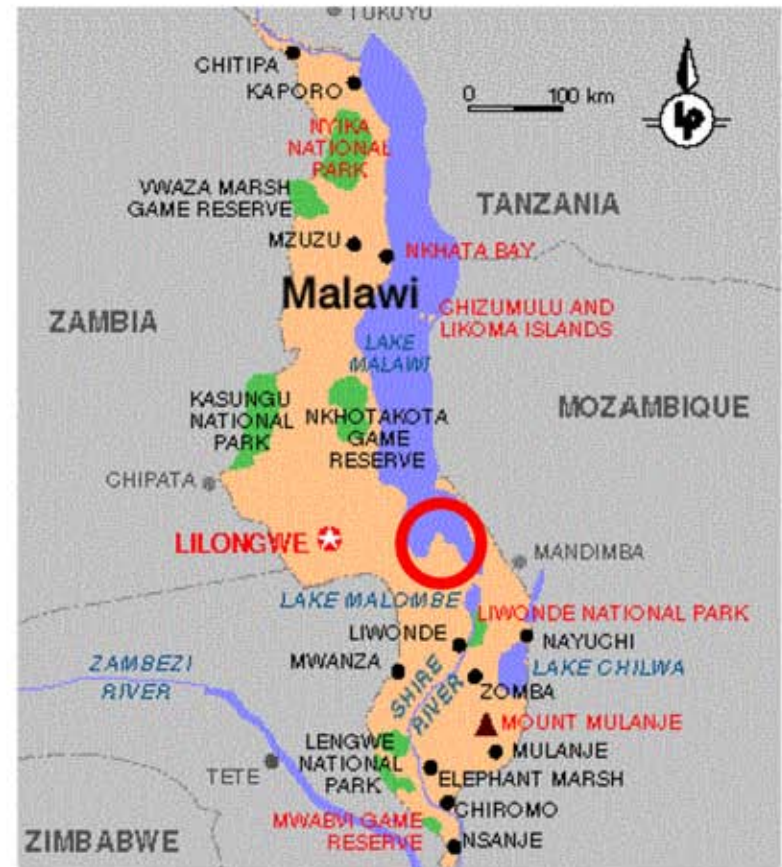 TUKUYU
CHITIPA
KAPORO
0 100 km
LP
NYIKA
NATIONAL
PARK
VWAZA MARSH
GAME RESERVE
TANZANIA
MZUZU
NKHATA BAY
Malawi
CHIZUMULU AND
LIKOMA ISLANDS
ZAMBIA
LAKE
MALAWI
KASUNGU
NATIONAL
PARK
NKHOTAKOTA
GAME
RESERVE
MOZAMBIQUE
CHIPATA
LILONGWE
MANDIMBA
LAKE MALOMBE
LIWONDE NATIONAL PARK
LIWONDE
NAYUCHI
ZAMBEZI
RIVER
MWANZA
SHIRE
RIVER
LAKE CHILWA
ZOMBA
MOUNT MULANJE
LENGWE
NATIONAL
PARK
MULANJE
TETE
ELEPHANT MARSH
CHIROMO
MWABVI GAME
RESERVE
ZIMBABWE
NSANJE